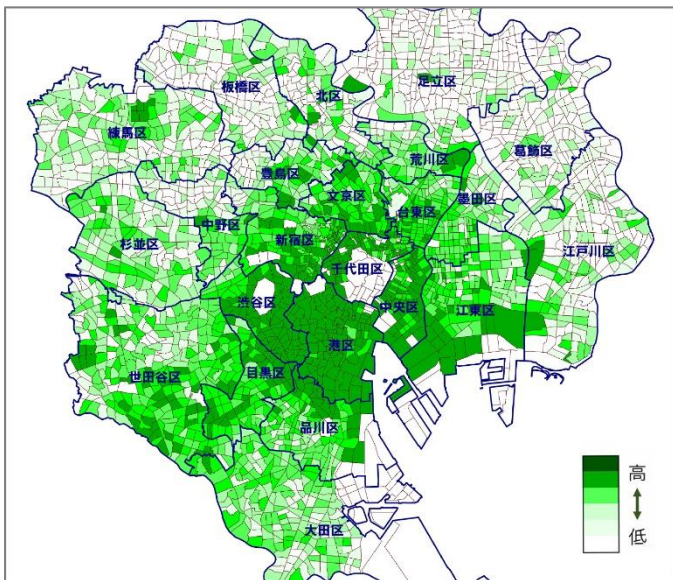 足立区
板橋区
北区
練馬区
葛飾区
荒川区
豊島区
文京区
墨田区
台東区
中野区
新宿区
杉並区
江戸川区
千代田区
渋谷区
中央区
江東区
港区
目黒区
世田谷区
品川区
大田区
高
低